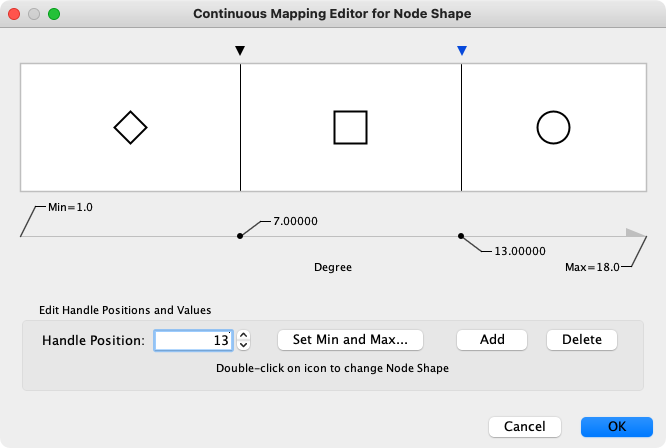 Continuous Mapping Editor for Node Shape
Min=1.0
7.00000
13.00000
Degree
Max=18.0
Edit Handle Positions and Values
Handle Position:
13
Set Min and Max...
Add
Delete
Double-click on icon to change Node Shape
Cancel
OK